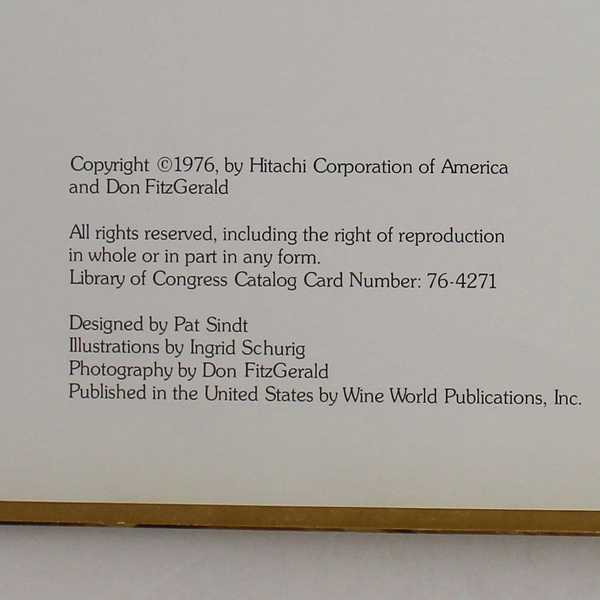 Copyright ©1976, by Hitachi Corporation of America
and Don FitzGerald
All rights reserved, including the right of reproduction
in whole or in part in any form.
Library of Congress Catalog Card Number: 76-4271
Designed by Pat Sindt
Illustrations by Ingrid Schurig
Photography by Don FitzGerald
Published in the United States by Wine World Publications, Inc.